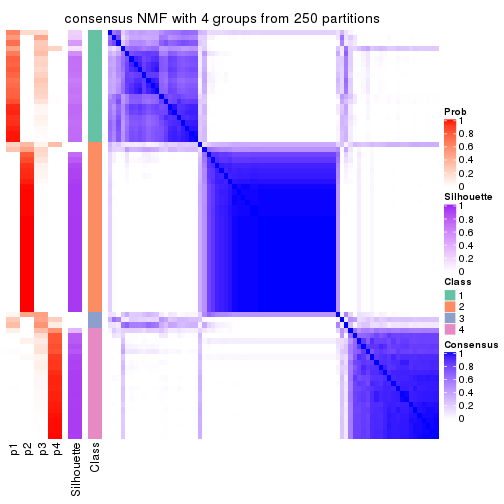 consensus NMF with 4 groups from 250 partitions
Prob
1
0.8
0.6
0.4
0.2
0
Silhouette
1
0.8
0.6
0.4
0.2
0
Class
1
2
3
4
Consensus
1
0.8
0.6
0.4
0.2
0
p1
p2
p3
p4
Silhouette
Class